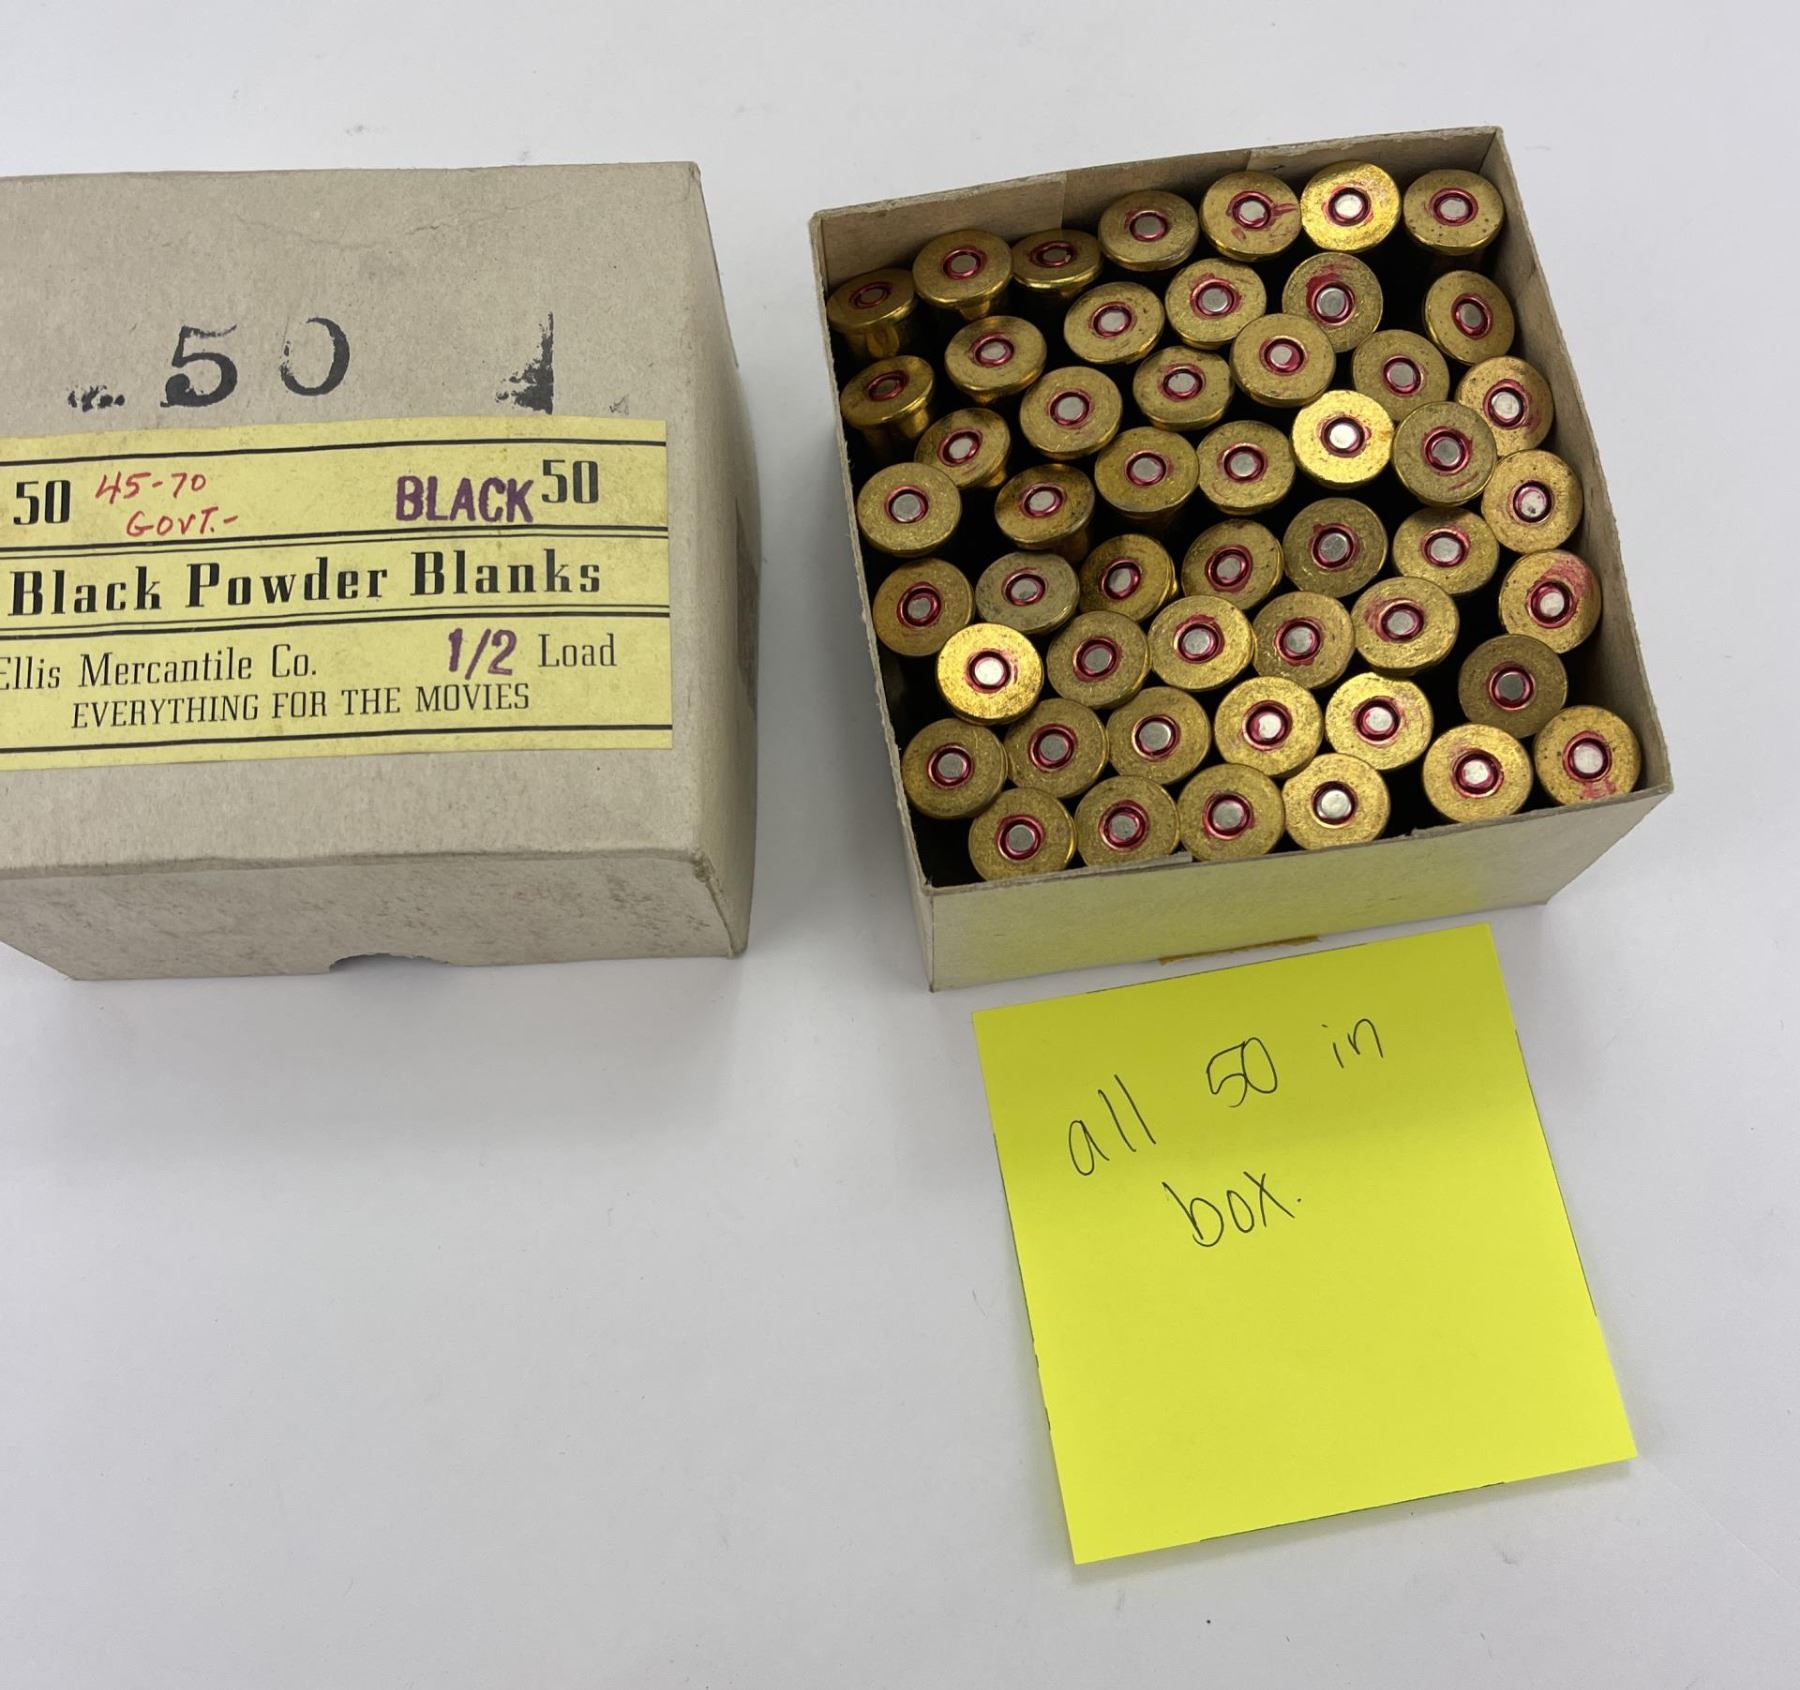 50
50 45-70 BLACK 50
GOVT.-
Black Powder Blanks
Ellis Mercantile Co. 1/2 Load
EVERYTHING FOR THE MOVIES
all 50 in
box.